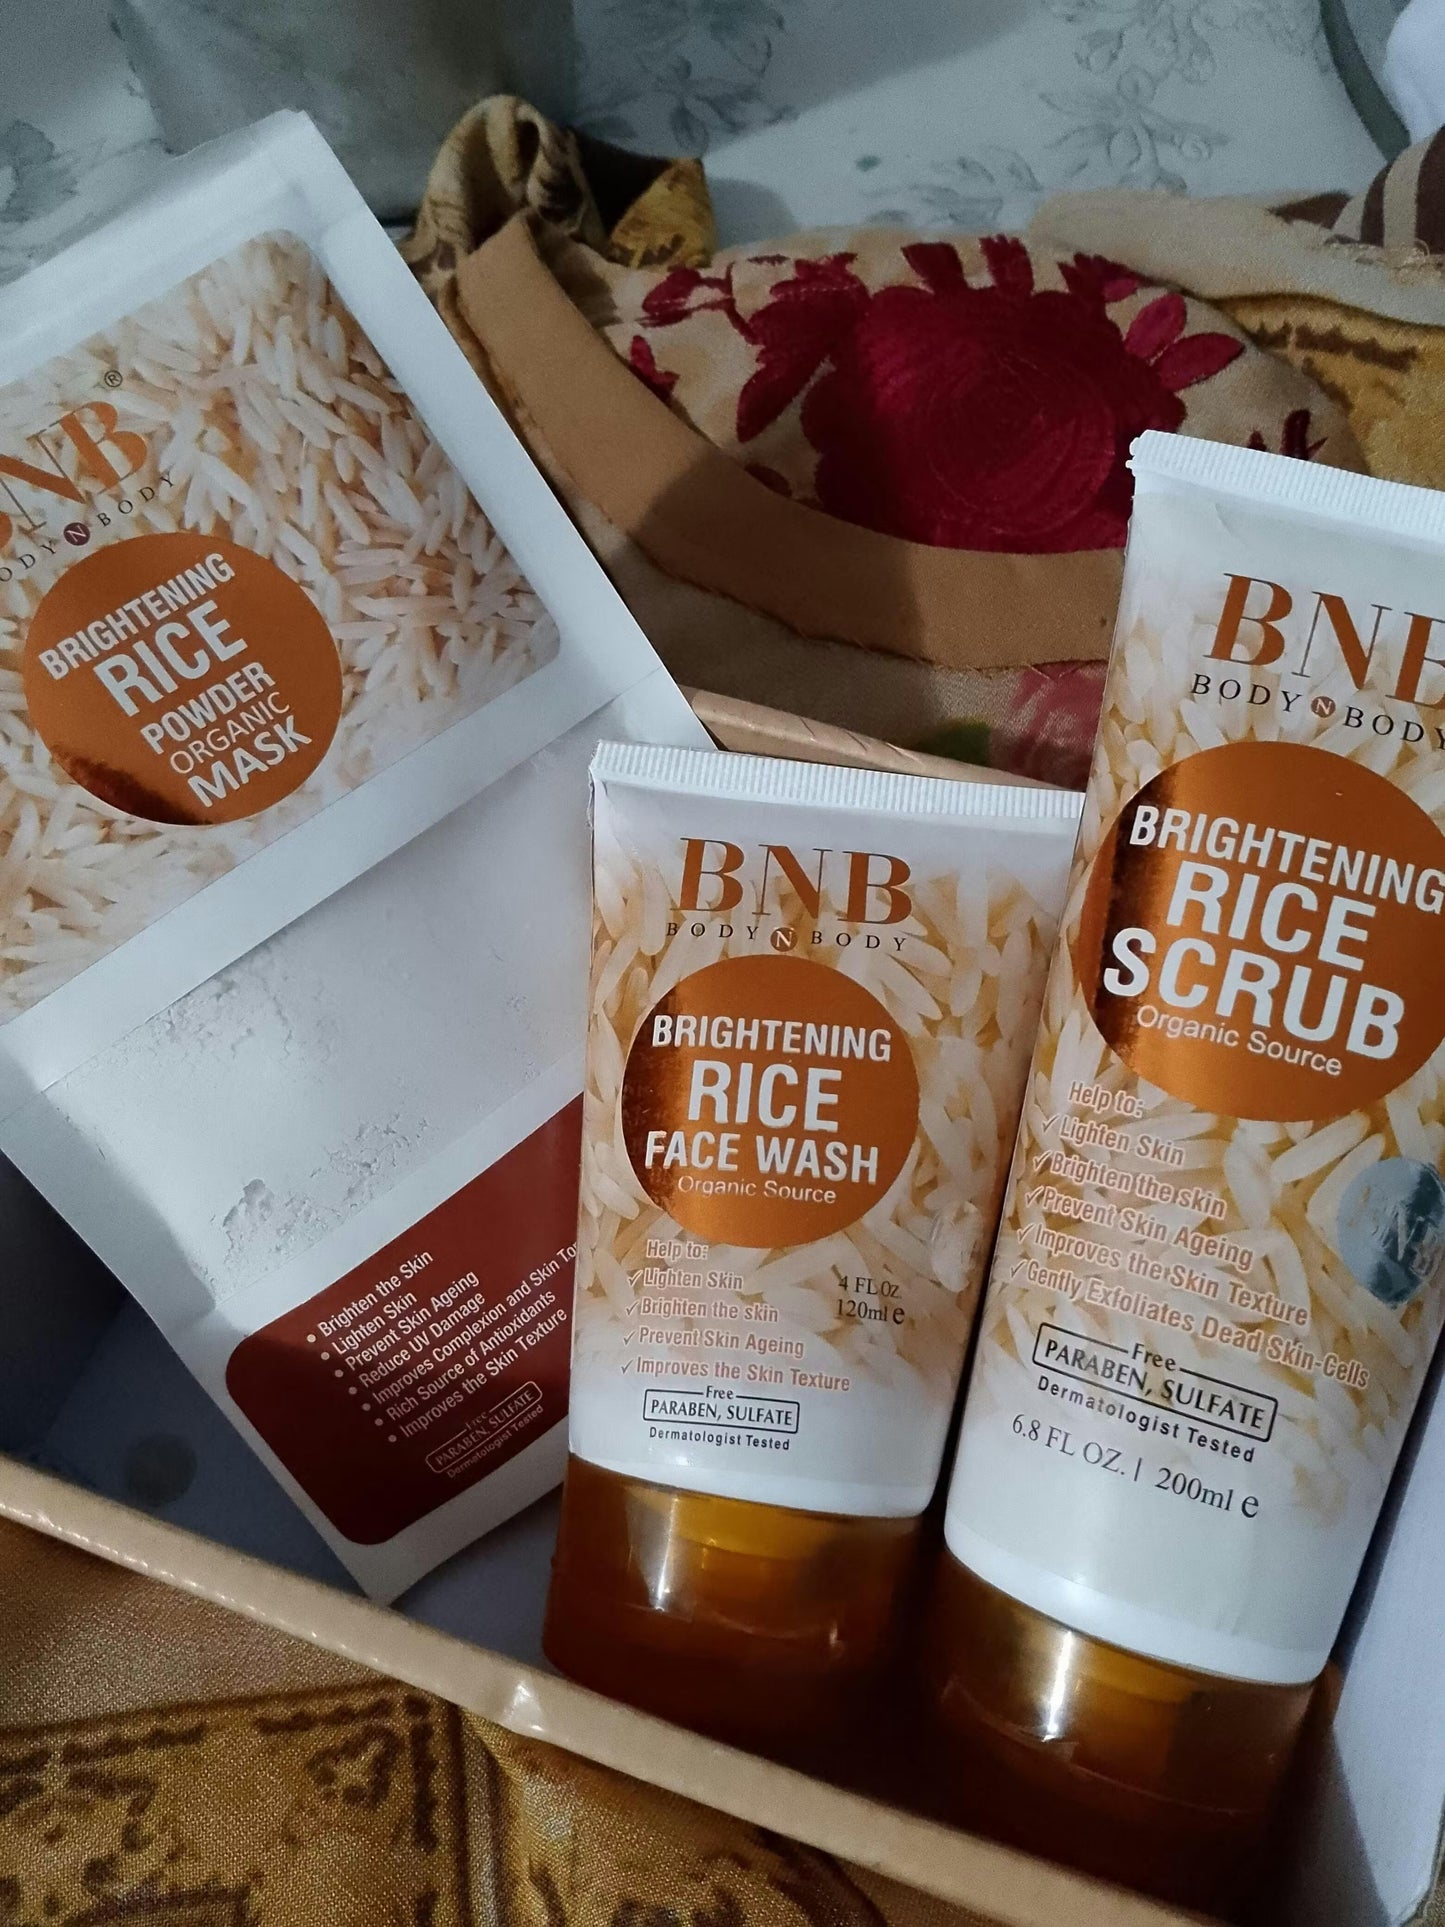 ®
BNB
BODY N BODY
BRIGHTENING
RICE
POWDER
ORGANIC
MASK
• Brighten the Skin
• Lighten Skin
• Prevent Skin Ageing
• Reduce UV Damage
• Improves Complexion and Skin Ton
• Rich Source of Antioxidants
• Improves the Skin Texture
Free
PARABEN, SULFATE
Dermatologist Tested
BNB
BODY N BODY
BRIGHTENING
RICE
FACE WASH
Organic Source
Help to:
✓Lighten Skin
✓Brighten the skin
✓Prevent Skin Ageing
✓Improves the Skin Texture
4 FL OZ.
120ml e
Free
PARABEN, SULFATE
Dermatologist Tested
BNB
BODY N BODY
BRIGHTENING
RICE
SCRUB
Organic Source
Help to:
✓Lighten Skin
✓Brighten the skin
✓Prevent Skin Ageing
✓Improves the Skin Texture
✓Gently Exfoliates Dead Skin-Cells
Free
PARABEN, SULFATE
Dermatologist Tested
6.8 FL OZ. | 200ml e